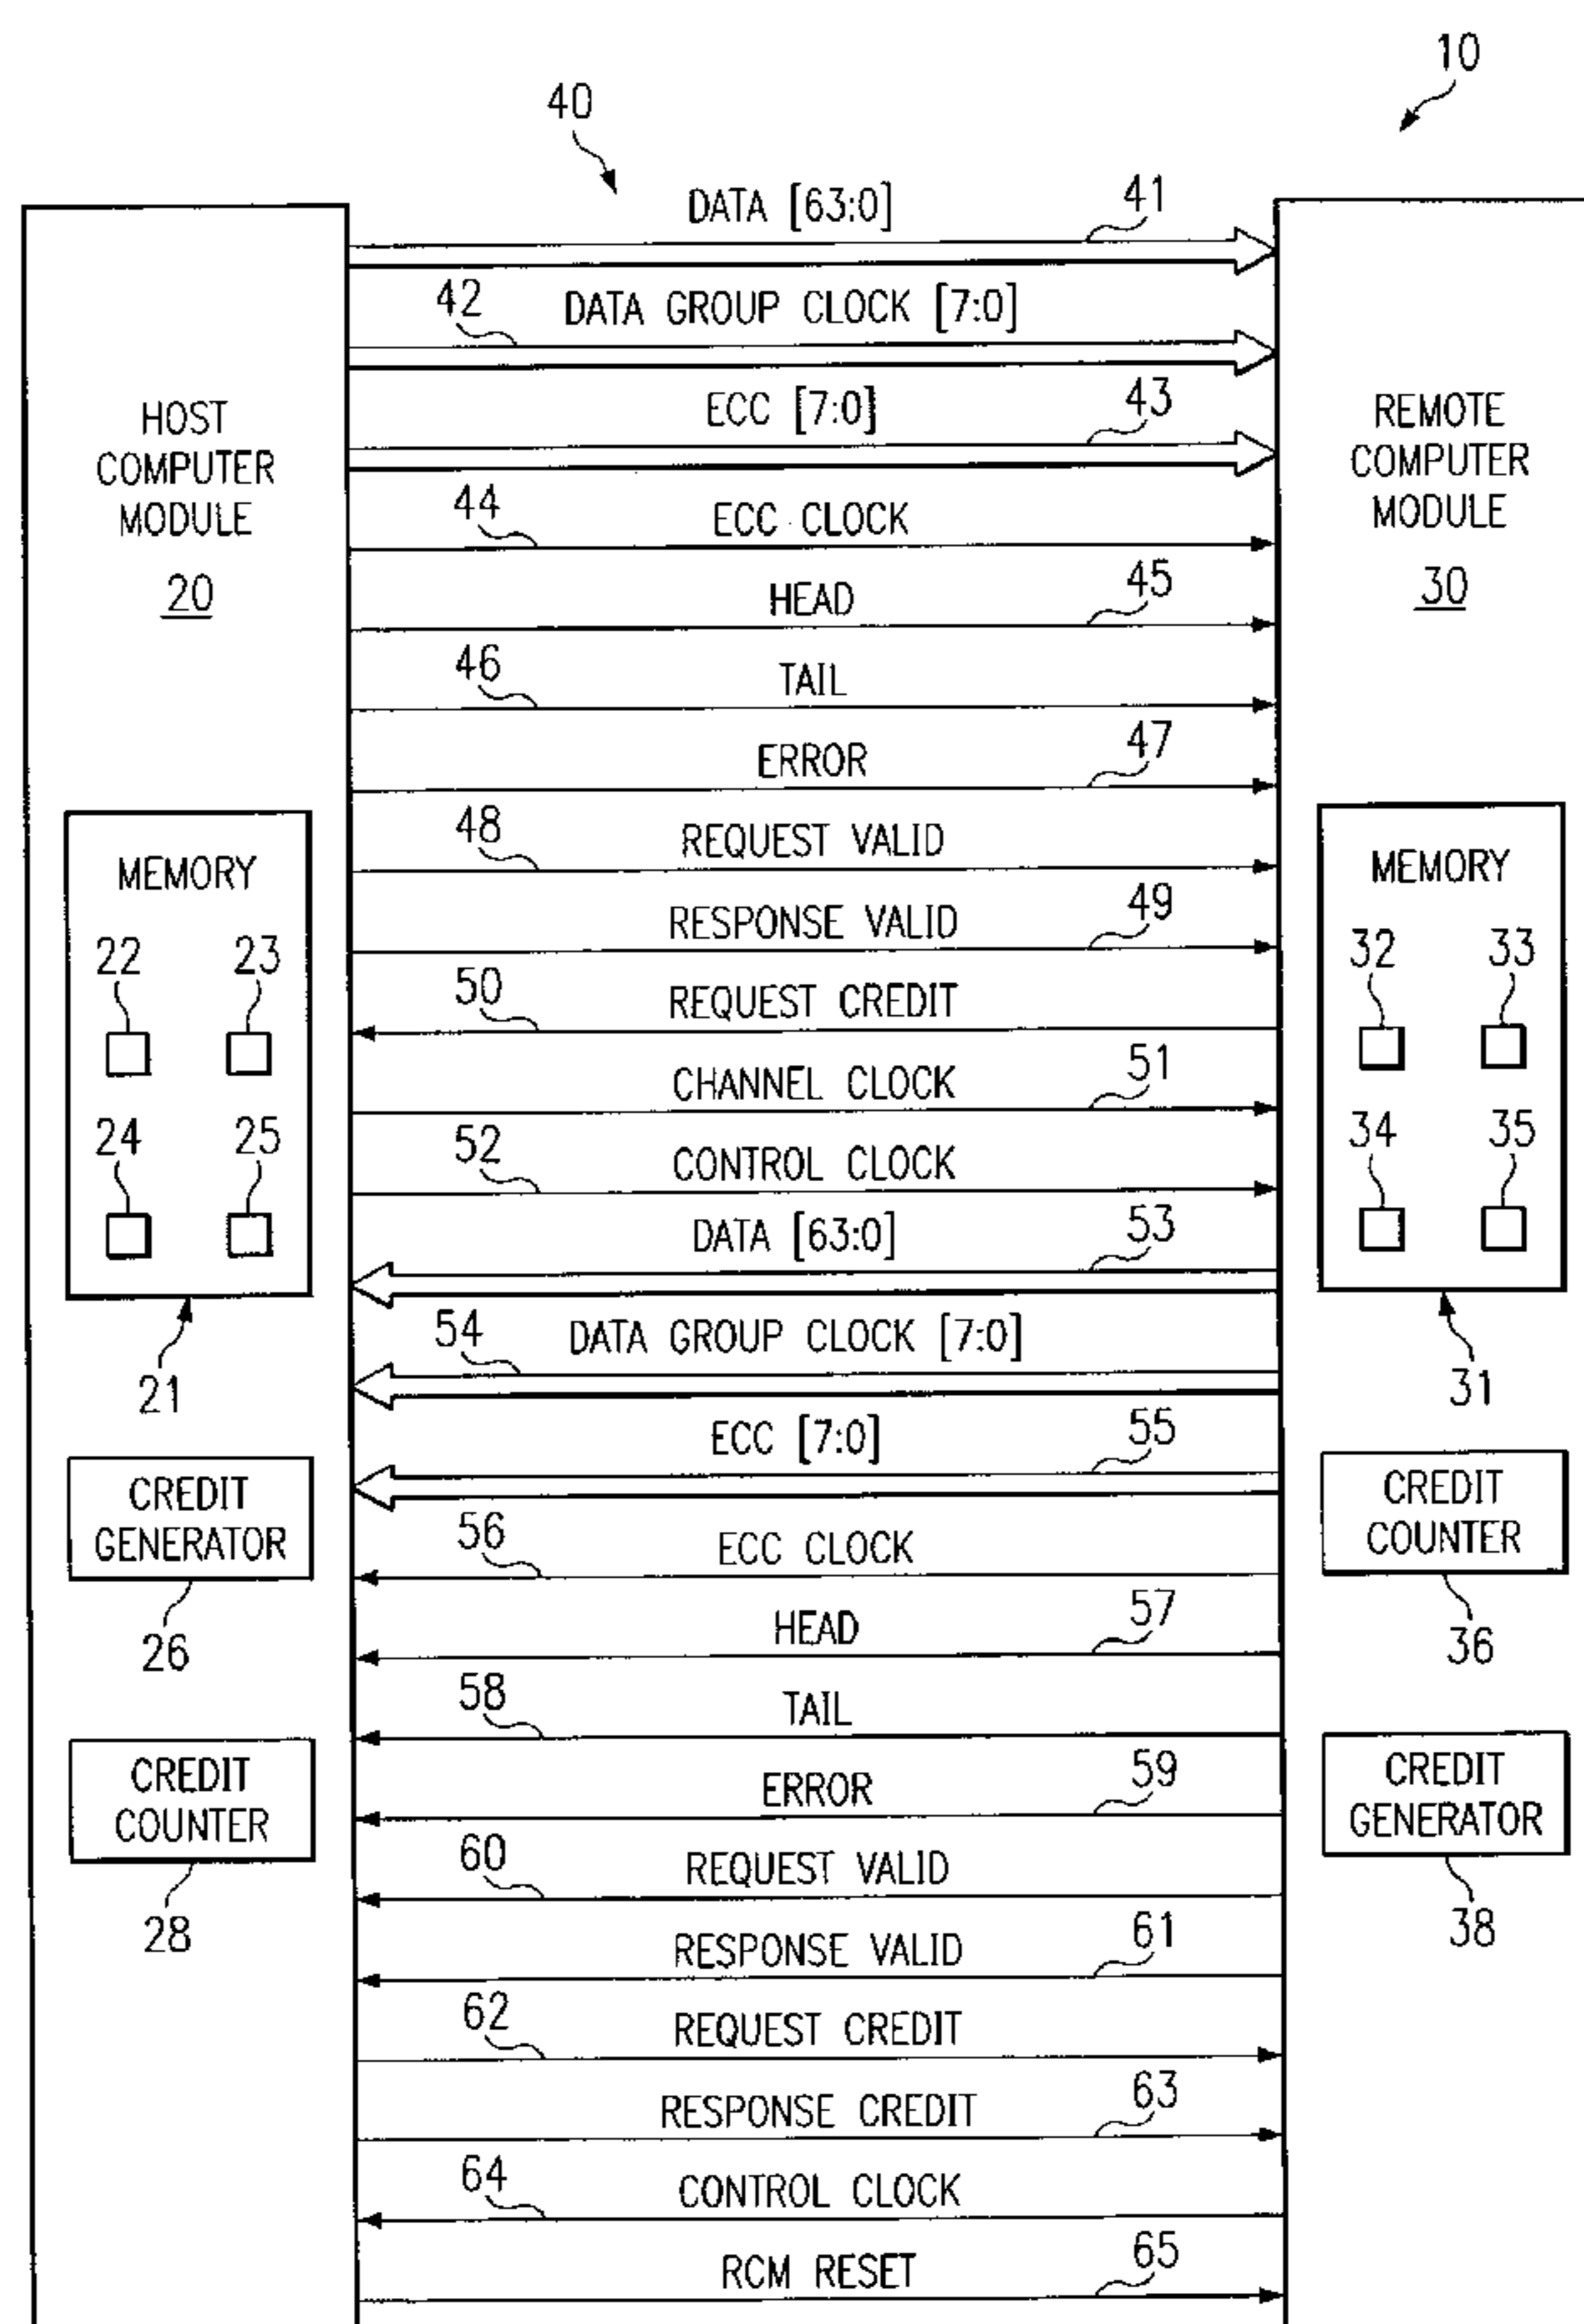 10
40
DATA [63:0]
41
42
DATA GROUP CLOCK [7:0]
ECC [7:0]
43
HOST
COMPUTER
MODULE
20
REMOTE
COMPUTER
MODULE
30
44
ECC CLOCK
HEAD
45
46
TAIL
ERROR
47
48
REQUEST VALID
RESPONSE VALID
49
50
REQUEST CREDIT
CHANNEL CLOCK
51
52
CONTROL CLOCK
DATA [63:0]
53
54
DATA GROUP CLOCK [7:0]
ECC [7:0]
55
56
ECC CLOCK
HEAD
57
58
TAIL
ERROR
59
60
REQUEST VALID
RESPONSE VALID
61
62
REQUEST CREDIT
RESPONSE CREDIT
63
64
CONTROL CLOCK
RCM RESET
65
MEMORY
22
23
24
25
21
CREDIT
GENERATOR
26
CREDIT
COUNTER
28
MEMORY
32
33
34
35
31
CREDIT
COUNTER
36
CREDIT
GENERATOR
38